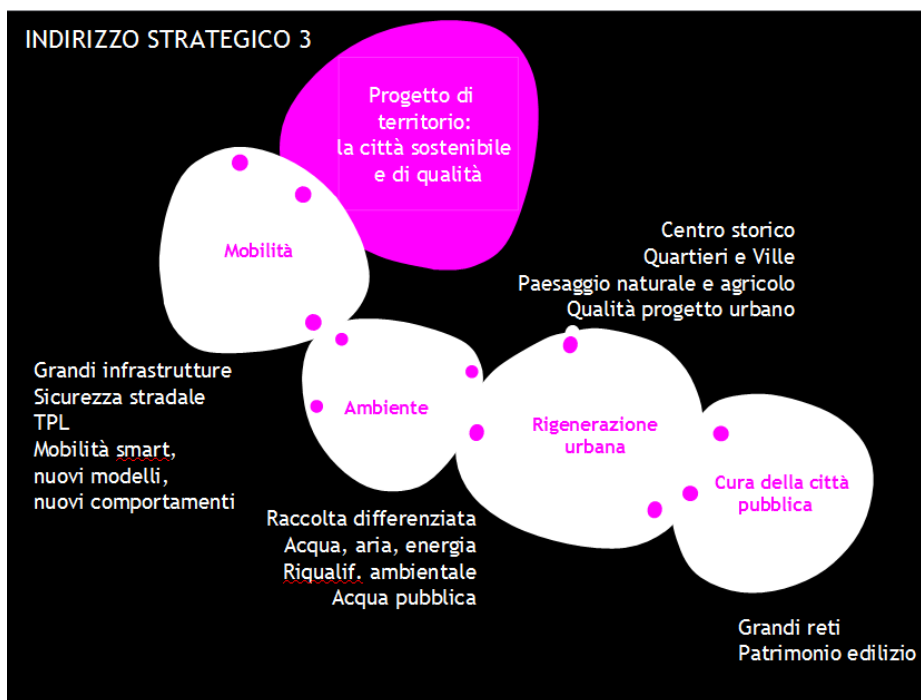 INDIRIZZO STRATEGICO 3
Progetto di
territorio:
la città sostenibile
e di qualità
Mobilità
Grandi infrastrutture
Sicurezza stradale
TPL
Mobilità smart,
nuovi modelli,
nuovi comportamenti
Ambiente
Raccolta differenziata
Acqua, aria, energia
Riqualif. ambientale
Acqua pubblica
Centro storico
Quartieri e Ville
Paesaggio naturale e agricolo
Qualità progetto urbano
Rigenerazione
urbana
Cura della città
pubblica
Grandi reti
Patrimonio edilizio